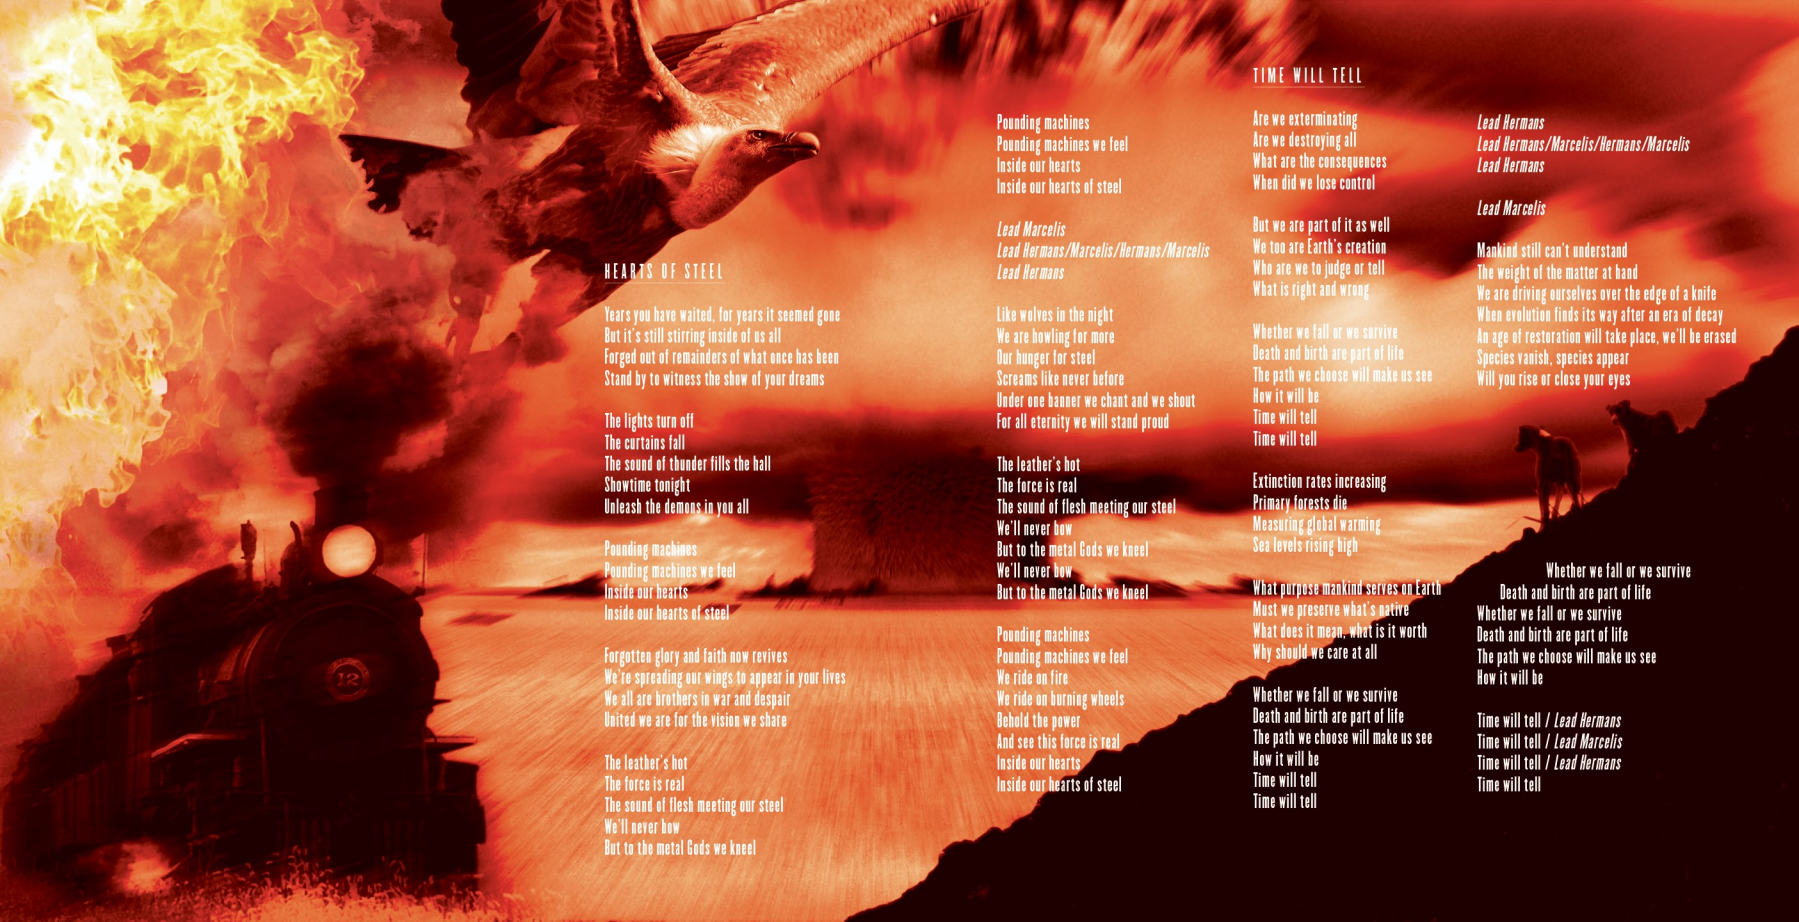 HEARTS OF STEEL
Years you have waited, for years it seemed gone
But it's still stirring inside of us all
Forged out of remainders of what once has been
Stand by to witness the show of your dreams
The lights turn off
The curtains fall
The sound of thunder fills the hall
Showtime tonight
Unleash the demons in you all
Pounding machines
Pounding machines we feel
Inside our hearts
Inside our hearts of steel
Forgotten glory and faith now revives
We're spreading our wings to appear in your lives
We all are brothers in war and despair
United we are for the vision we share
The leather's hot
The force is real
The sound of flesh meeting our steel
We'll never bow
But to the metal Gods we kneel
Pounding machines
Pounding machines we feel
Inside our hearts
Inside our hearts of steel
Lead Marcelis
Lead Hermans/Marcelis/Hermans/Marcelis
Lead Hermans
Like wolves in the night
We are howling for more
Our hunger for steel
Screams like never before
Under one banner we chant and we shout
For all eternity we will stand proud
The leather's hot
The force is real
The sound of flesh meeting our steel
We'll never bow
But to the metal Gods we kneel
We'll never bow
But to the metal Gods we kneel
Pounding machines
Pounding machines we feel
We ride on fire
We ride on burning wheels
Behold the power
And see this force is real
Inside our hearts
Inside our hearts of steel
TIME WILL TELL
Are we exterminating
Are we destroying all
What are the consequences
When did we lose control
But we are part of it as well
We too are Earth's creation
Who are we to judge or tell
What is right and wrong
Whether we fall or we survive
Death and birth are part of life
The path we choose will make us see
How it will be
Time will tell
Time will tell
Extinction rates increasing
Primary forests die
Measuring global warming
Sea levels rising high
What purpose mankind serves on Earth
Must we preserve what's native
What does it mean, what is it worth
Why should we care at all
Whether we fall or we survive
Death and birth are part of life
The path we choose will make us see
How it will be
Time will tell
Time will tell
Lead Hermans
Lead Hermans/Marcelis/Hermans/Marcelis
Lead Hermans
Lead Marcelis
Mankind still can't understand
The weight of the matter at hand
We are driving ourselves over the edge of a knife
When evolution finds its way after an era of decay
An age of restoration will take place, we'll be erased
Species vanish, species appear
Will you rise or close your eyes
Whether we fall or we survive
Death and birth are part of life
Whether we fall or we survive
Death and birth are part of life
The path we choose will make us see
How it will be
Time will tell / Lead Hermans
Time will tell / Lead Marcelis
Time will tell / Lead Hermans
Time will tell
12